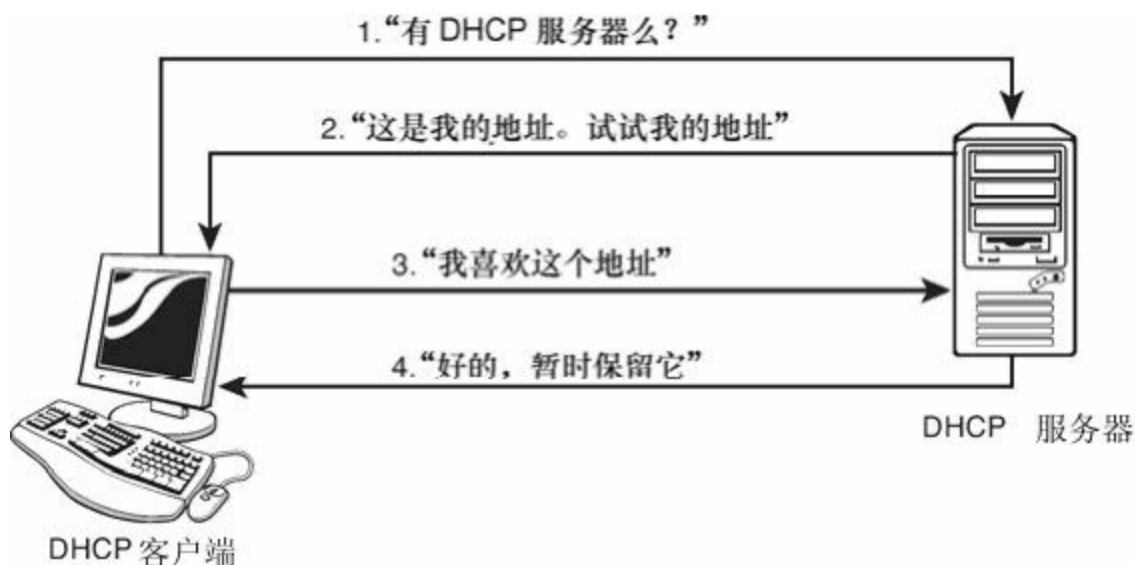 1.“有 DHCP 服务器么？”
2.“这是我的地址。试试我的地址”
3.“我喜欢这个地址”
4.“好的，暂时保留它”
DHCP 服务器
DHCP 客户端